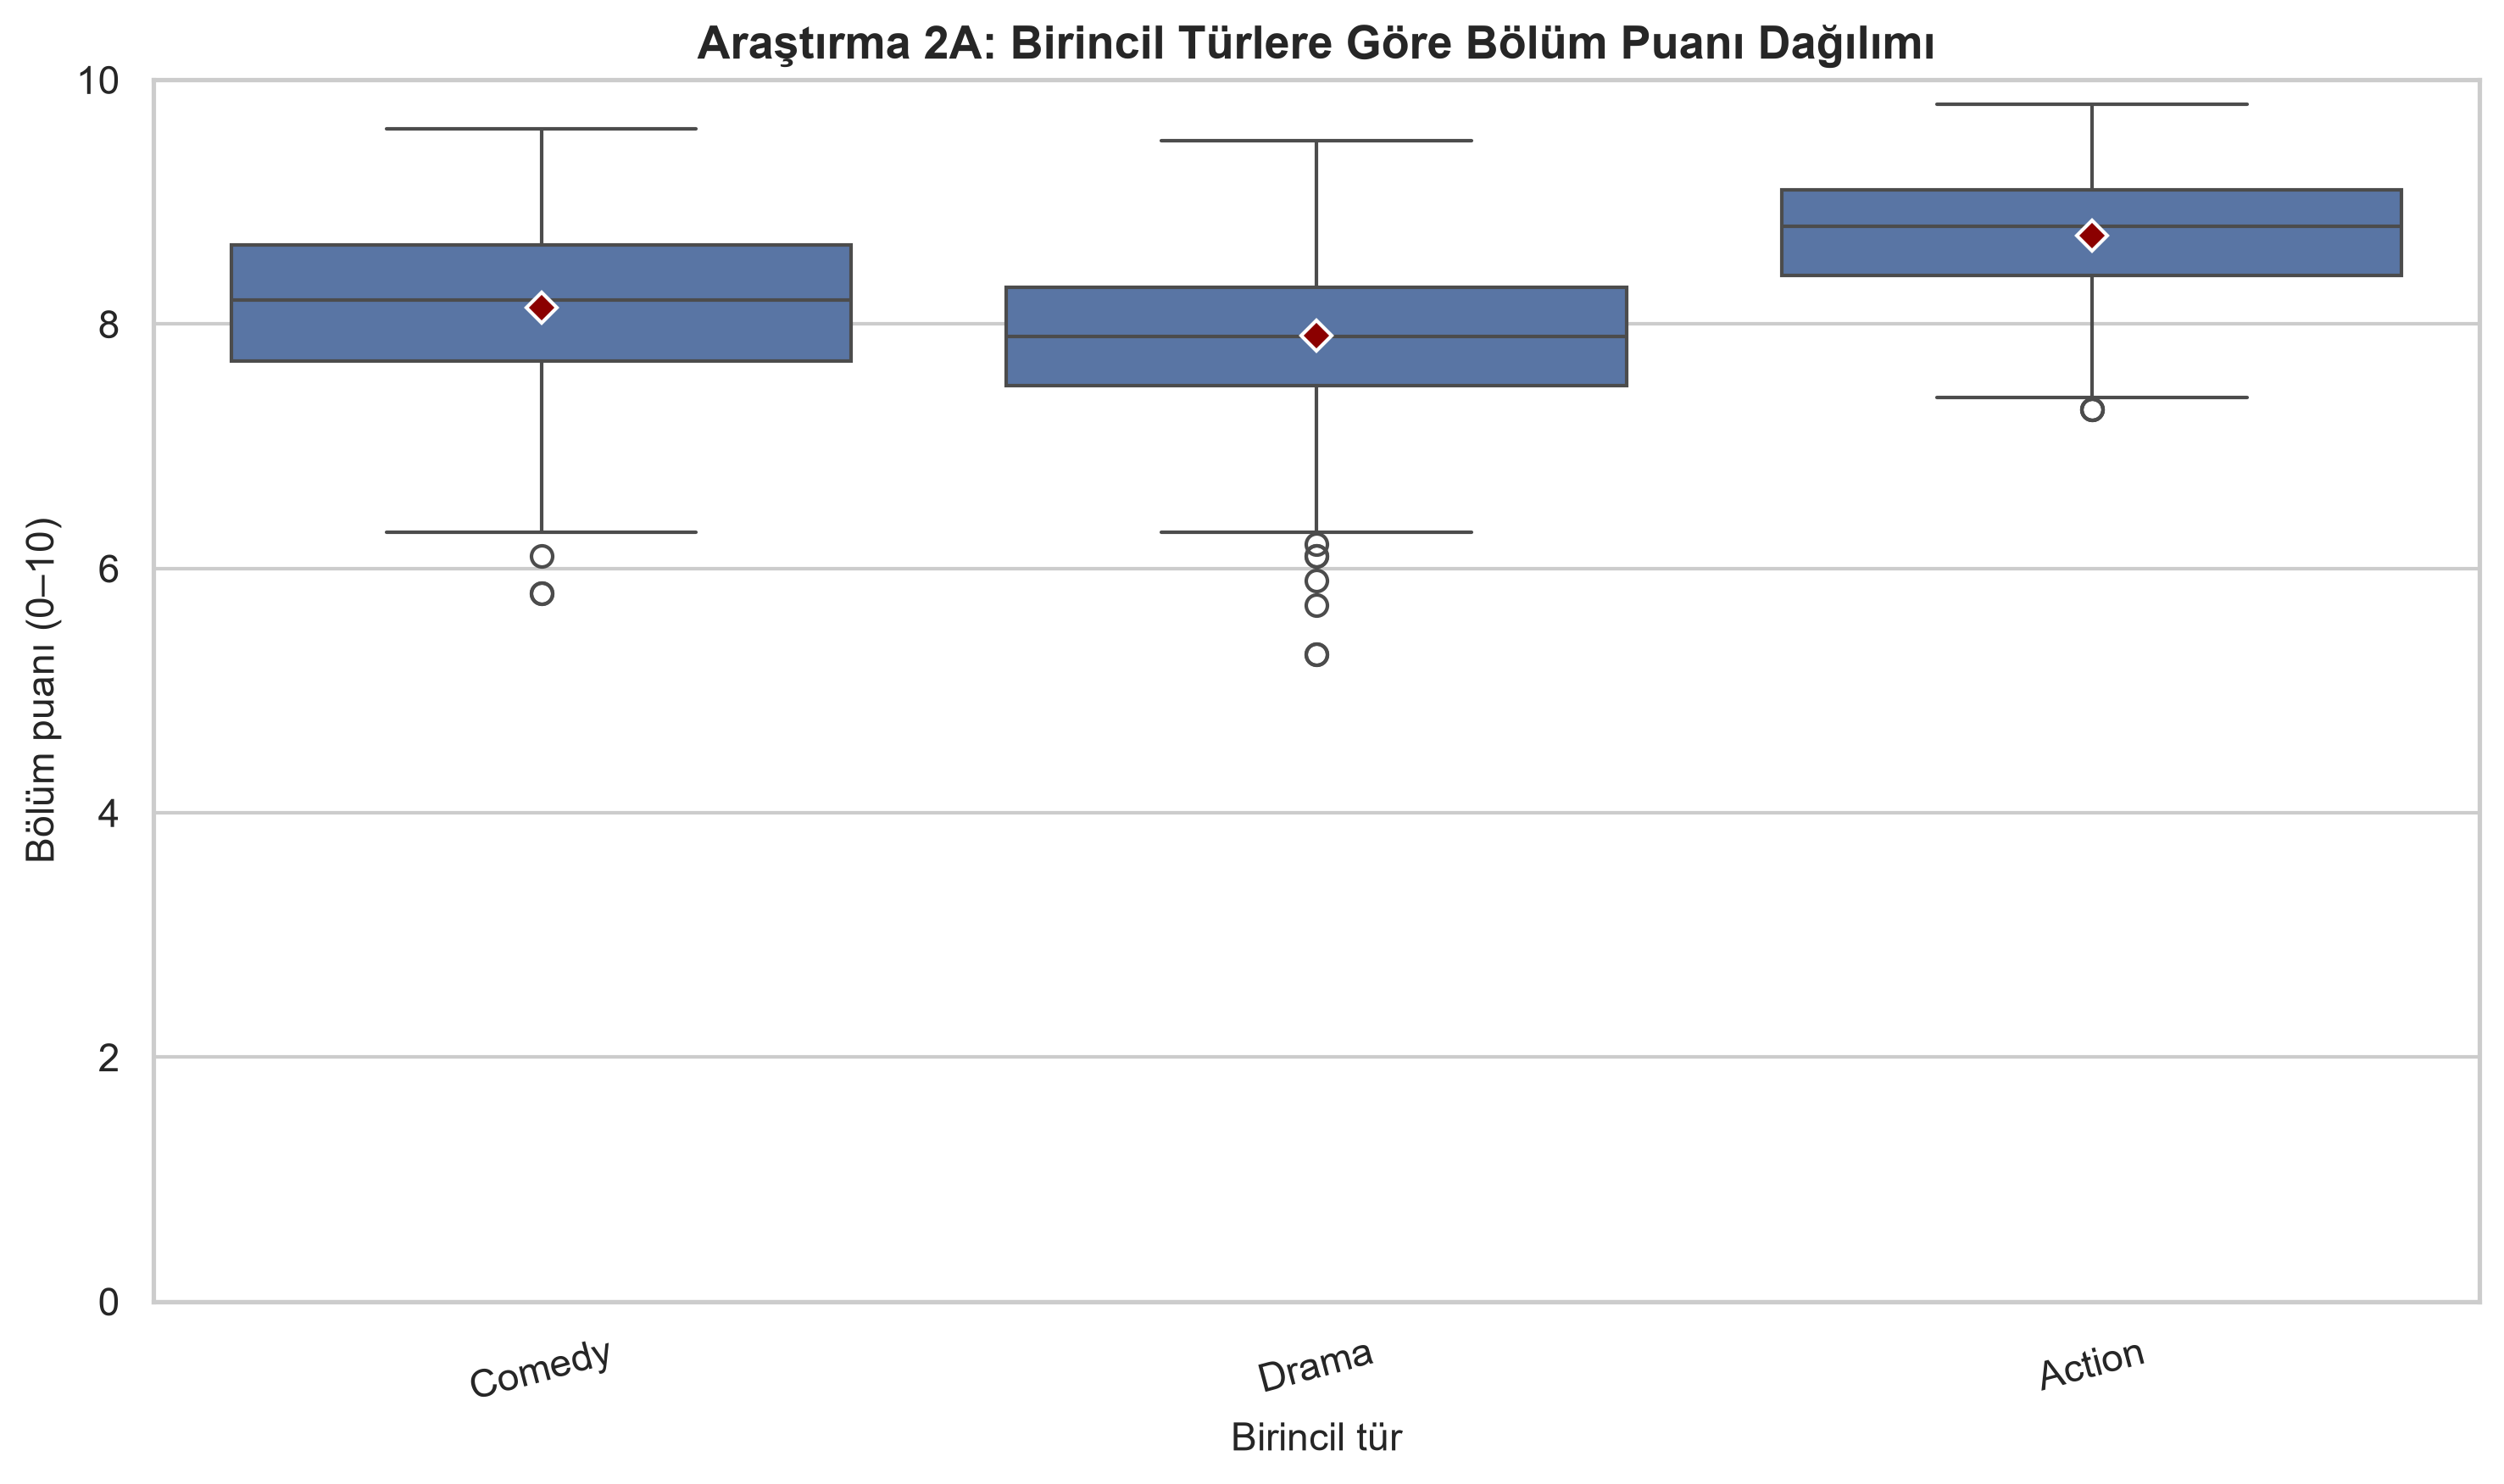 Araştırma 2A: Birincil Türlere Göre Bölüm Puanı Dağılımı
10
8
6
4
2
0
Bölüm puanı (0–10)
Comedy
Drama
Action
Birincil tür